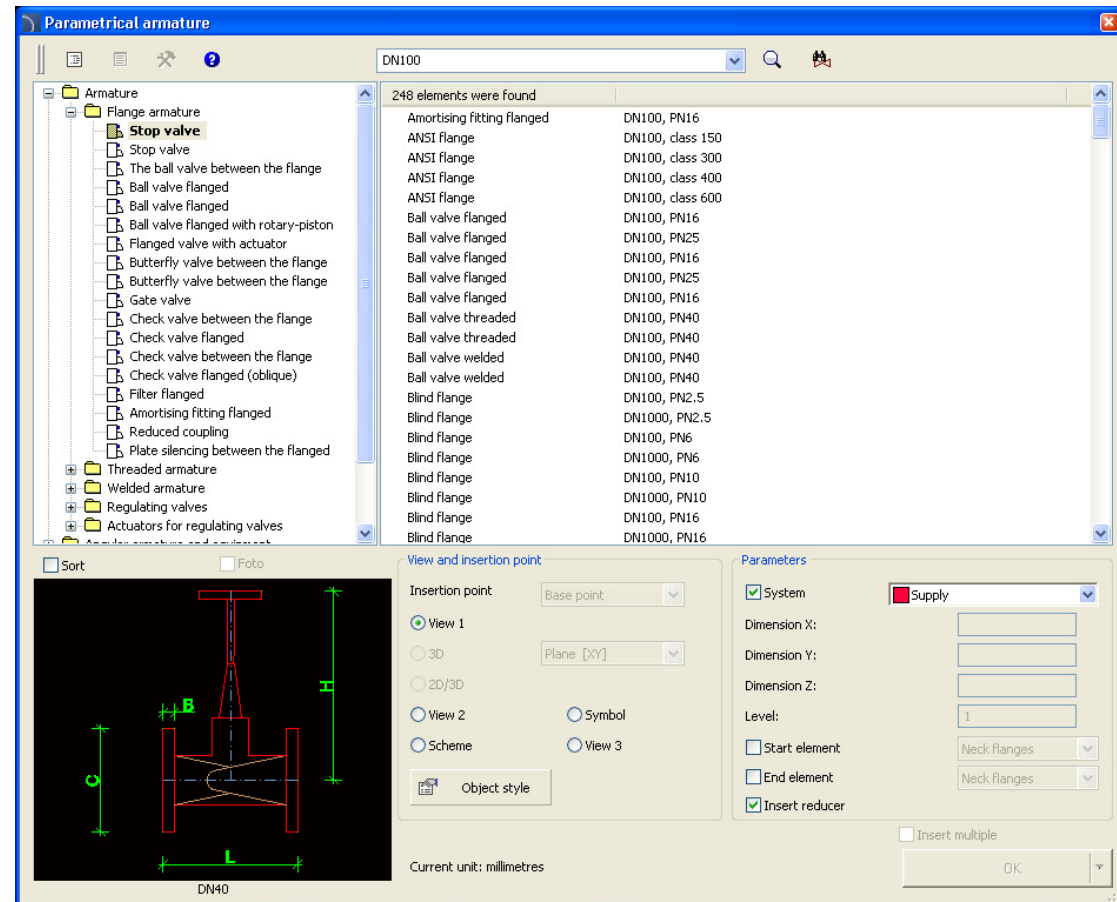 Parametrical armature
DN100
Armature
Flange armature
Stop valve
Stop valve
The ball valve between the flange
Ball valve flanged
Ball valve flanged
Ball valve flanged with rotary-piston
Flanged valve with actuator
Butterfly valve between the flange
Butterfly valve between the flange
Gate valve
Check valve between the flange
Check valve flanged
Check valve between the flange
Check valve flanged (oblique)
Filter flanged
Amortising fitting flanged
Reduced coupling
Plate silencing between the flanged
Threaded armature
Welded armature
Regulating valves
Actuators for regulating valves
Angular armature and equipment
248 elements were found
Amortising fitting flanged DN100, PN16
ANSI flange DN100, class 150
ANSI flange DN100, class 300
ANSI flange DN100, class 400
ANSI flange DN100, class 600
Ball valve flanged DN100, PN16
Ball valve flanged DN100, PN25
Ball valve flanged DN100, PN16
Ball valve flanged DN100, PN25
Ball valve flanged DN100, PN16
Ball valve threaded DN100, PN40
Ball valve threaded DN100, PN40
Ball valve welded DN100, PN40
Ball valve welded DN100, PN40
Blind flange DN100, PN2.5
Blind flange DN1000, PN2.5
Blind flange DN100, PN6
Blind flange DN1000, PN6
Blind flange DN100, PN10
Blind flange DN1000, PN10
Blind flange DN100, PN16
Blind flange DN1000, PN16
Sort Foto
H
B
C
L
DN40
View and insertion point
Insertion point Base point
View 1
3D Plane [XY]
2D/3D
View 2 Symbol
Scheme View 3
Object style
Current unit: millimetres
Parameters
System Supply
Dimension X:
Dimension Y:
Dimension Z:
Level: 1
Start element Neck flanges
End element Neck flanges
Insert reducer
Insert multiple
OK